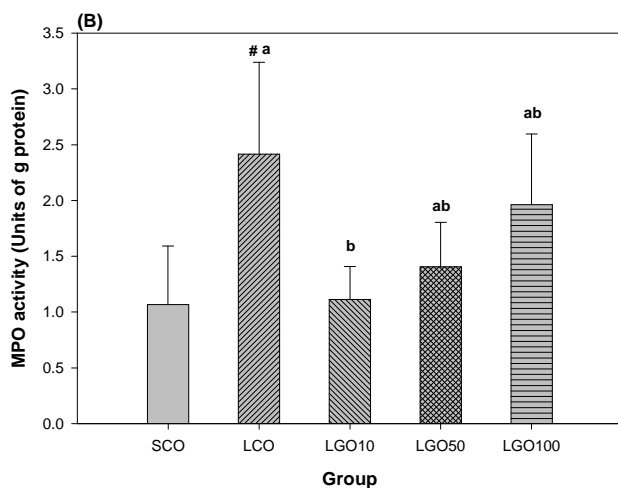 (B)
MPO activity (Units of g protein)
3.5
3.0
2.5
2.0
1.5
1.0
0.5
0.0
# a
b
ab
ab
SCO LCO LGO10 LGO50 LGO100
Group